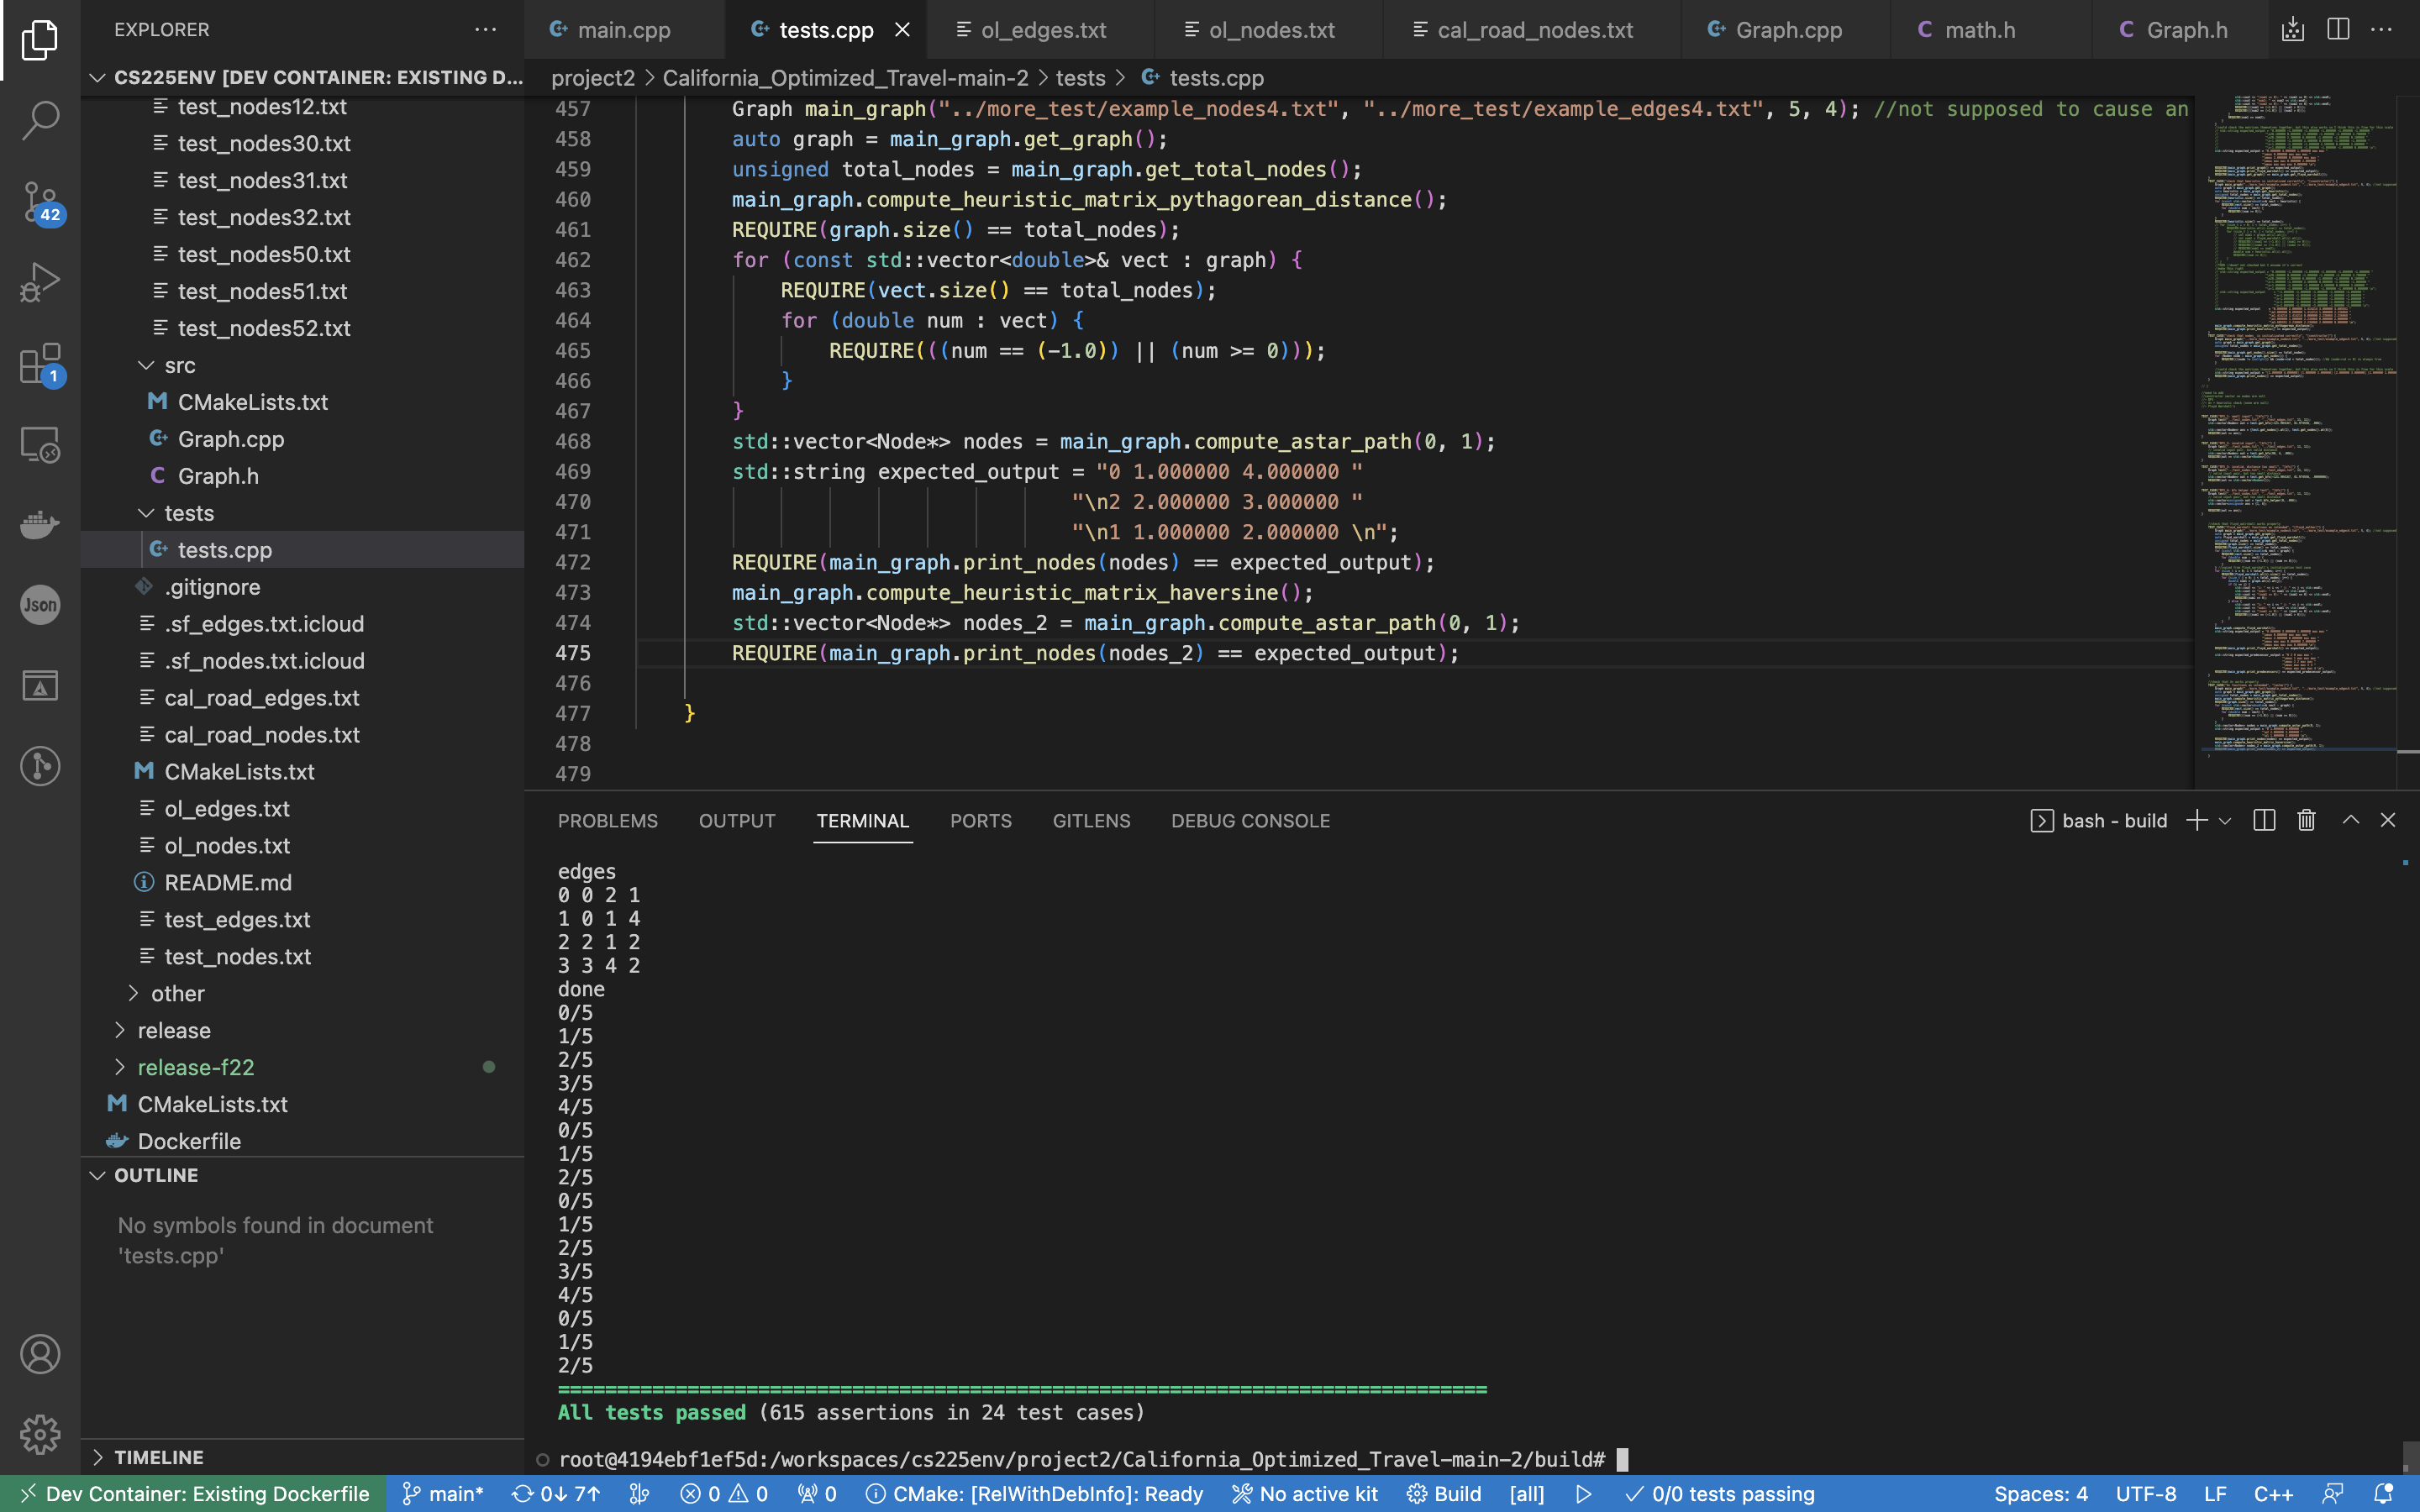 EXPLORER
CS225ENV [DEV CONTAINER: EXISTING D...
test_nodes12.txt
test_nodes30.txt
test_nodes31.txt
test_nodes32.txt
test_nodes50.txt
test_nodes51.txt
test_nodes52.txt
src
CMakeLists.txt
Graph.cpp
Graph.h
tests
tests.cpp
.gitignore
.sf_edges.txt.icloud
.sf_nodes.txt.icloud
cal_road_edges.txt
cal_road_nodes.txt
CMakeLists.txt
ol_edges.txt
ol_nodes.txt
README.md
test_edges.txt
test_nodes.txt
other
release
release-f22
CMakeLists.txt
Dockerfile
OUTLINE
No symbols found in document
'tests.cpp'
TIMELINE
42
1
Json
main.cpp tests.cpp ol_edges.txt ol_nodes.txt cal_road_nodes.txt Graph.cpp math.h Graph.h
project2 > California_Optimized_Travel-main-2 > tests > tests.cpp
457 Graph main_graph("../more_test/example_nodes4.txt", "../more_test/example_edges4.txt", 5, 4); //not supposed to cause an
458 auto graph = main_graph.get_graph();
459 unsigned total_nodes = main_graph.get_total_nodes();
460 main_graph.compute_heuristic_matrix_pythagorean_distance();
461 REQUIRE(graph.size() == total_nodes);
462 for (const std::vector<double>& vect : graph) {
463 REQUIRE(vect.size() == total_nodes);
464 for (double num : vect) {
465 REQUIRE(((num == (-1.0)) || (num >= 0)));
466 }
467 }
468 std::vector<Node*> nodes = main_graph.compute_astar_path(0, 1);
469 std::string expected_output = "0 1.000000 4.000000 "
470 "\n2 2.000000 3.000000 "
471 "\n1 1.000000 2.000000 \n";
472 REQUIRE(main_graph.print_nodes(nodes) == expected_output);
473 main_graph.compute_heuristic_matrix_haversine();
474 std::vector<Node*> nodes_2 = main_graph.compute_astar_path(0, 1);
475 REQUIRE(main_graph.print_nodes(nodes_2) == expected_output);
476
477 }
478
479
PROBLEMS OUTPUT TERMINAL PORTS GITLENS DEBUG CONSOLE
bash - build
edges
0 0 2 1
1 0 1 4
2 2 1 2
3 3 4 2
done
0/5
1/5
2/5
3/5
4/5
0/5
1/5
2/5
0/5
1/5
2/5
3/5
4/5
0/5
1/5
2/5
===============================================================================
All tests passed (615 assertions in 24 test cases)
root@4194ebf1ef5d:/workspaces/cs225env/project2/California_Optimized_Travel-main-2/build#
Dev Container: Existing Dockerfile main* 0↓ 7↑ 0 0 0 CMake: [RelWithDebInfo]: Ready No active kit Build [all] 0/0 tests passing Spaces: 4 UTF-8 LF C++